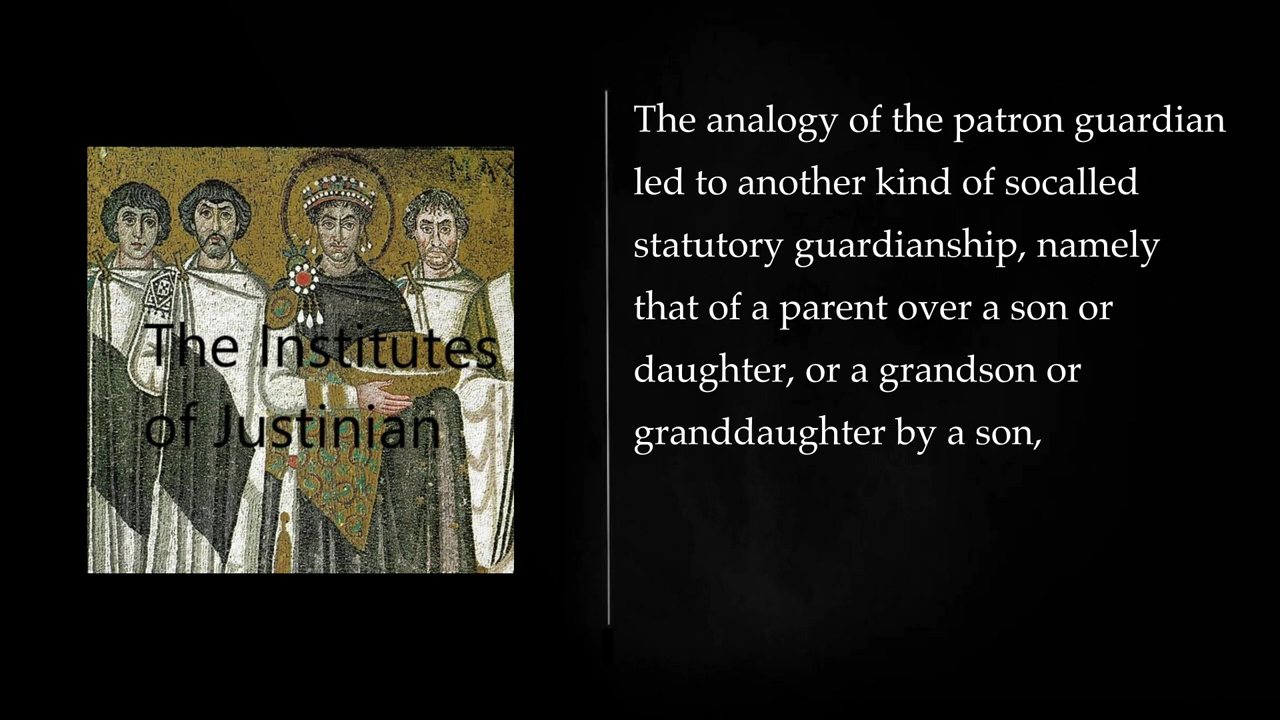 The Institutes
of Justinian
The analogy of the patron guardian
led to another kind of socalled
statutory guardianship, namely
that of a parent over a son or
daughter, or a grandson or
granddaughter by a son,